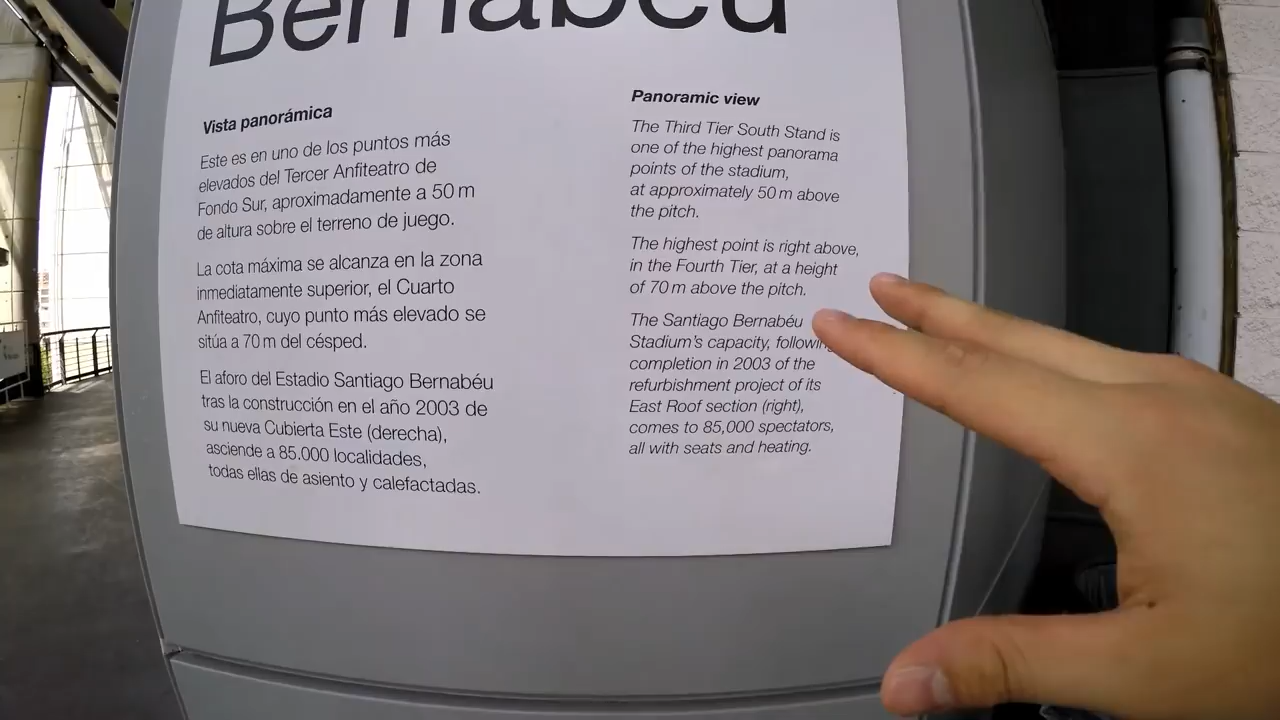 Bernabéu
Vista panorámica
Este es en uno de los puntos más
elevados del Tercer Anfiteatro de
Fondo Sur, aproximadamente a 50 m
de altura sobre el terreno de juego.
La cota máxima se alcanza en la zona
inmediatamente superior, el Cuarto
Anfiteatro, cuyo punto más elevado se
sitúa a 70 m del césped.
El aforo del Estadio Santiago Bernabéu
tras la construcción en el año 2003 de
su nueva Cubierta Este (derecha),
asciende a 85.000 localidades,
todas ellas de asiento y calefactadas.
Panoramic view
The Third Tier South Stand is
one of the highest panorama
points of the stadium,
at approximately 50 m above
the pitch.
The highest point is right above,
in the Fourth Tier, at a height
of 70 m above the pitch.
The Santiago Bernabéu
Stadium's capacity, following
completion in 2003 of the
refurbishment project of its
East Roof section (right),
comes to 85,000 spectators,
all with seats and heating.